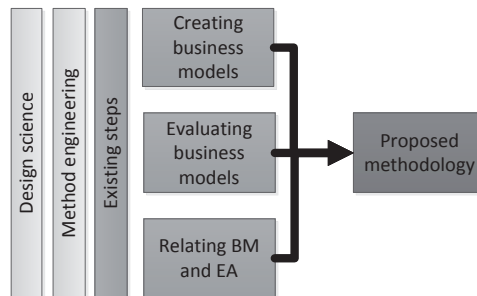 Design science
Method engineering
Existing steps
Creating
business
models
Evaluating
business
models
Relating BM
and EA
Proposed
methodology